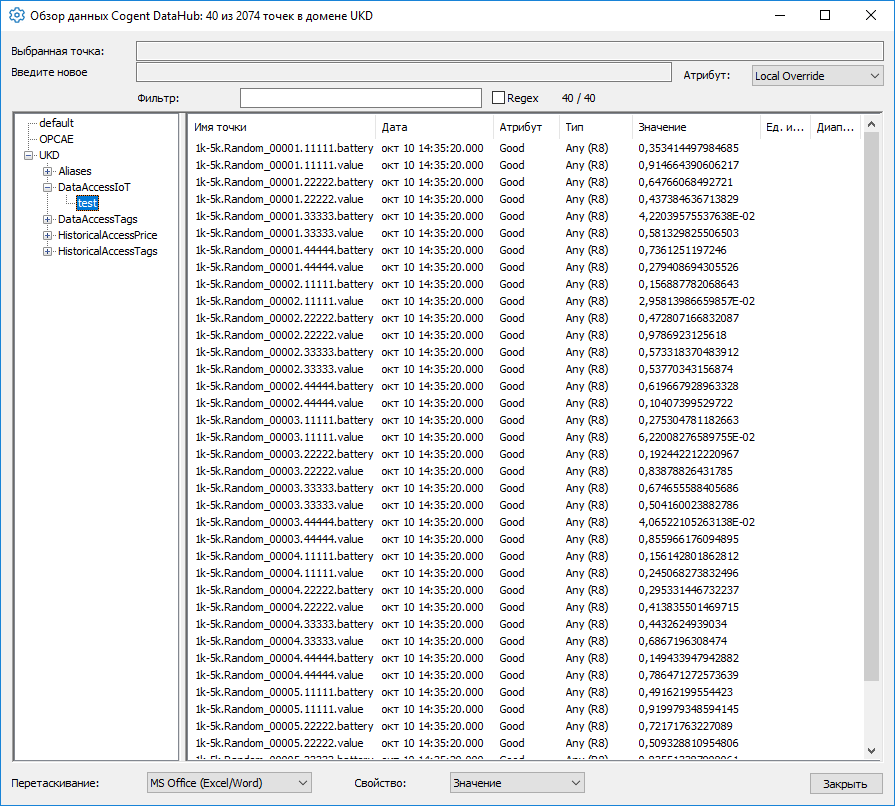 Обзор данных Cogent DataHub: 40 из 2074 точек в домене UKD
Выбранная точка:
Введите новое
Атрибут: Local Override
Фильтр: Regex 40 / 40
default
OPCAE
UKD
Aliases
DataAccessIoT
test
DataAccessTags
HistoricalAccessPrice
HistoricalAccessTags
Имя точки Дата Атрибут Тип Значение Ед. и... Диап...
1k-5k.Random_00001.11111.battery окт 10 14:35:20.000 Good Any (R8) 0,353414497984685
1k-5k.Random_00001.11111.value окт 10 14:35:20.000 Good Any (R8) 0,914664390606217
1k-5k.Random_00001.22222.battery окт 10 14:35:20.000 Good Any (R8) 0,64766068492721
1k-5k.Random_00001.22222.value окт 10 14:35:20.000 Good Any (R8) 0,437384636713829
1k-5k.Random_00001.33333.battery окт 10 14:35:20.000 Good Any (R8) 4,22039575537638E-02
1k-5k.Random_00001.33333.value окт 10 14:35:20.000 Good Any (R8) 0,581329825506503
1k-5k.Random_00001.44444.battery окт 10 14:35:20.000 Good Any (R8) 0,7361251197246
1k-5k.Random_00001.44444.value окт 10 14:35:20.000 Good Any (R8) 0,279408694305526
1k-5k.Random_00002.11111.battery окт 10 14:35:20.000 Good Any (R8) 0,156887782068643
1k-5k.Random_00002.11111.value окт 10 14:35:20.000 Good Any (R8) 2,95813986659857E-02
1k-5k.Random_00002.22222.battery окт 10 14:35:20.000 Good Any (R8) 0,472807166832087
1k-5k.Random_00002.22222.value окт 10 14:35:20.000 Good Any (R8) 0,9786923125618
1k-5k.Random_00002.33333.battery окт 10 14:35:20.000 Good Any (R8) 0,573318370483912
1k-5k.Random_00002.33333.value окт 10 14:35:20.000 Good Any (R8) 0,53770343156874
1k-5k.Random_00002.44444.battery окт 10 14:35:20.000 Good Any (R8) 0,619667928963328
1k-5k.Random_00002.44444.value окт 10 14:35:20.000 Good Any (R8) 0,10407399529722
1k-5k.Random_00003.11111.battery окт 10 14:35:20.000 Good Any (R8) 0,275304781182663
1k-5k.Random_00003.11111.value окт 10 14:35:20.000 Good Any (R8) 6,22008276589755E-02
1k-5k.Random_00003.22222.battery окт 10 14:35:20.000 Good Any (R8) 0,192442212220967
1k-5k.Random_00003.22222.value окт 10 14:35:20.000 Good Any (R8) 0,83878826431785
1k-5k.Random_00003.33333.battery окт 10 14:35:20.000 Good Any (R8) 0,674655588405686
1k-5k.Random_00003.33333.value окт 10 14:35:20.000 Good Any (R8) 0,504160023882786
1k-5k.Random_00003.44444.battery окт 10 14:35:20.000 Good Any (R8) 4,06522105263138E-02
1k-5k.Random_00003.44444.value окт 10 14:35:20.000 Good Any (R8) 0,855966176094895
1k-5k.Random_00004.11111.battery окт 10 14:35:20.000 Good Any (R8) 0,156142801862812
1k-5k.Random_00004.11111.value окт 10 14:35:20.000 Good Any (R8) 0,245068273832496
1k-5k.Random_00004.22222.battery окт 10 14:35:20.000 Good Any (R8) 0,295331446732237
1k-5k.Random_00004.22222.value окт 10 14:35:20.000 Good Any (R8) 0,413835501469715
1k-5k.Random_00004.33333.battery окт 10 14:35:20.000 Good Any (R8) 0,4432624939034
1k-5k.Random_00004.33333.value окт 10 14:35:20.000 Good Any (R8) 0,6867196308474
1k-5k.Random_00004.44444.battery окт 10 14:35:20.000 Good Any (R8) 0,149433947942882
1k-5k.Random_00004.44444.value окт 10 14:35:20.000 Good Any (R8) 0,786471272573639
1k-5k.Random_00005.11111.battery окт 10 14:35:20.000 Good Any (R8) 0,49162199554423
1k-5k.Random_00005.11111.value окт 10 14:35:20.000 Good Any (R8) 0,919979348594145
1k-5k.Random_00005.22222.battery окт 10 14:35:20.000 Good Any (R8) 0,72171763227089
1k-5k.Random_00005.22222.value окт 10 14:35:20.000 Good Any (R8) 0,509328810954806
Перетаскивание: MS Office (Excel/Word) Свойство: Значение Закрыть